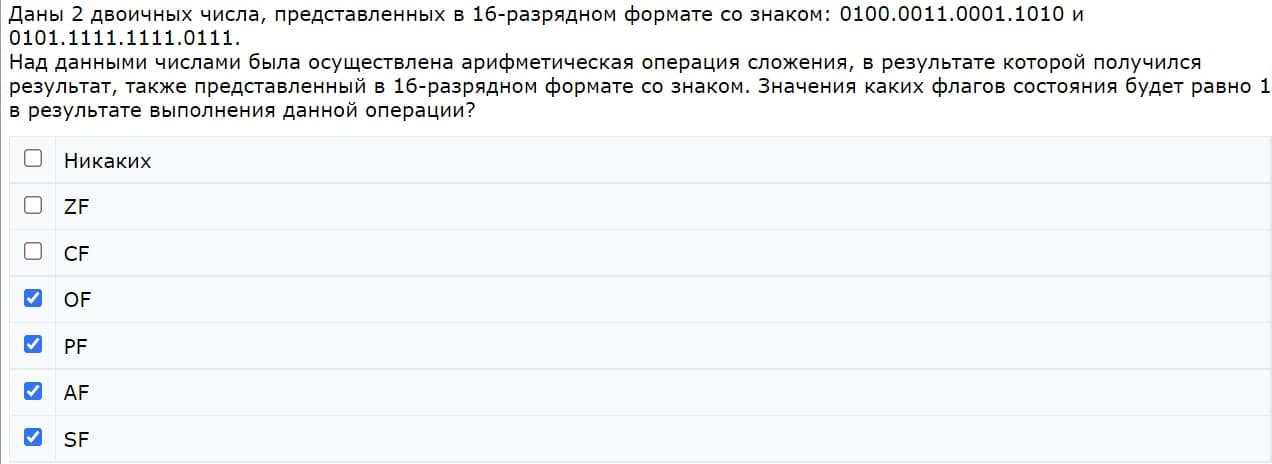 Даны 2 двоичных числа, представленных в 16-разрядном формате со знаком: 0100.0011.0001.1010 и
0101.1111.1111.0111.
Над данными числами была осуществлена арифметическая операция сложения, в результате которой получился
результат, также представленный в 16-разрядном формате со знаком. Значения каких флагов состояния будет равно 1
в результате выполнения данной операции?
Никаких
ZF
CF
OF
PF
AF
SF